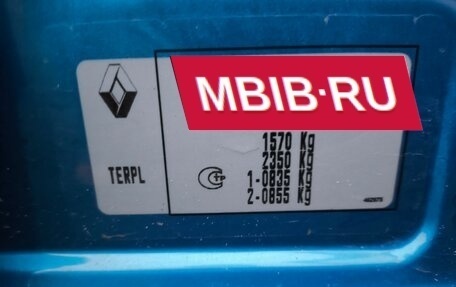 MBIB·RU
1570 Kg
2350 Kg
1-0835 Kg
2-0855 Kg
TERPL